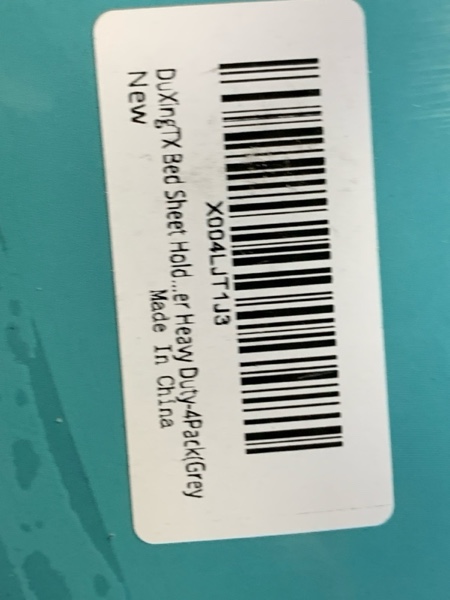 X004LJT1J3
DuXingTX Bed Sheet Hold...er Heavy Duty-4Pack(Grey
New
Made In China